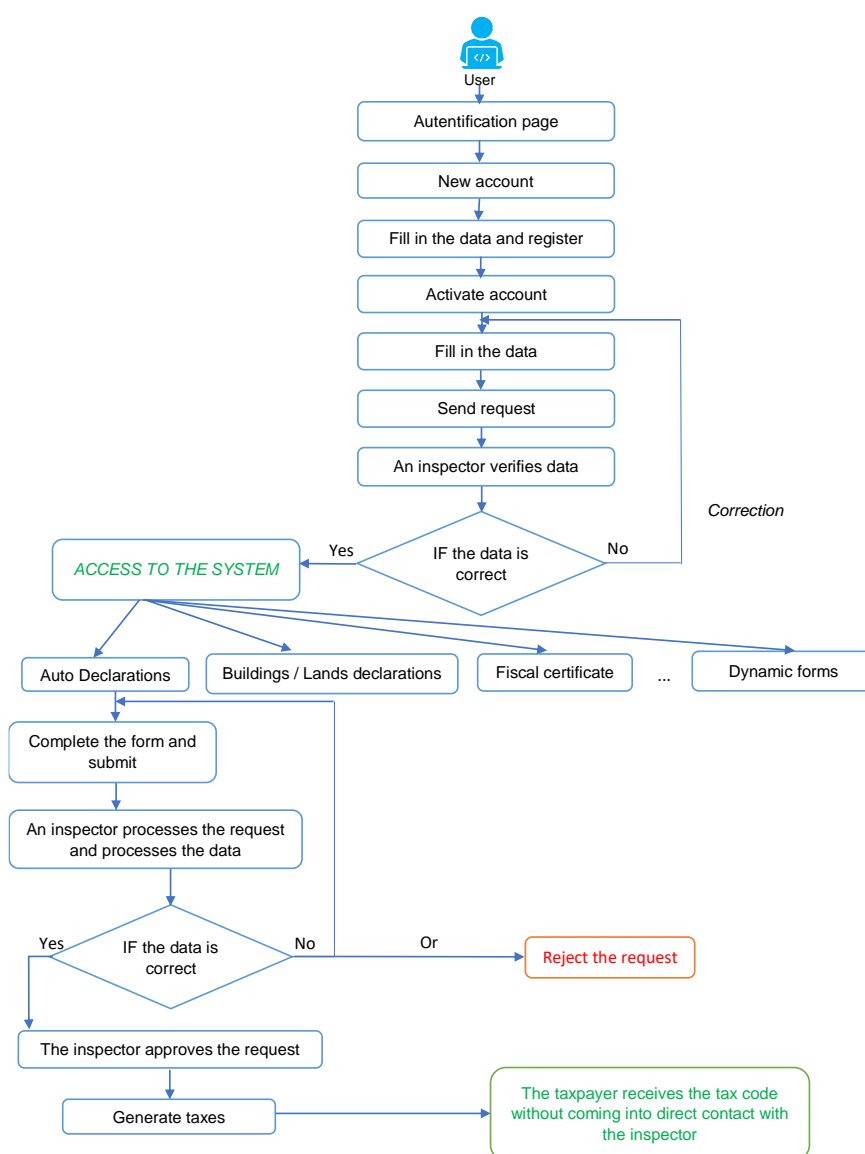 </>
User
Autentification page
New account
Fill in the data and register
Activate account
Fill in the data
Send request
An inspector verifies data
Correction
IF the data is
correct
Yes
No
ACCESS TO THE SYSTEM
Auto Declarations
Buildings / Lands declarations
Fiscal certificate
...
Dynamic forms
Complete the form and
submit
An inspector processes the request
and processes the data
IF the data is
correct
Yes
No
Or
Reject the request
The inspector approves the request
Generate taxes
The taxpayer receives the tax code
without coming into direct contact with
the inspector